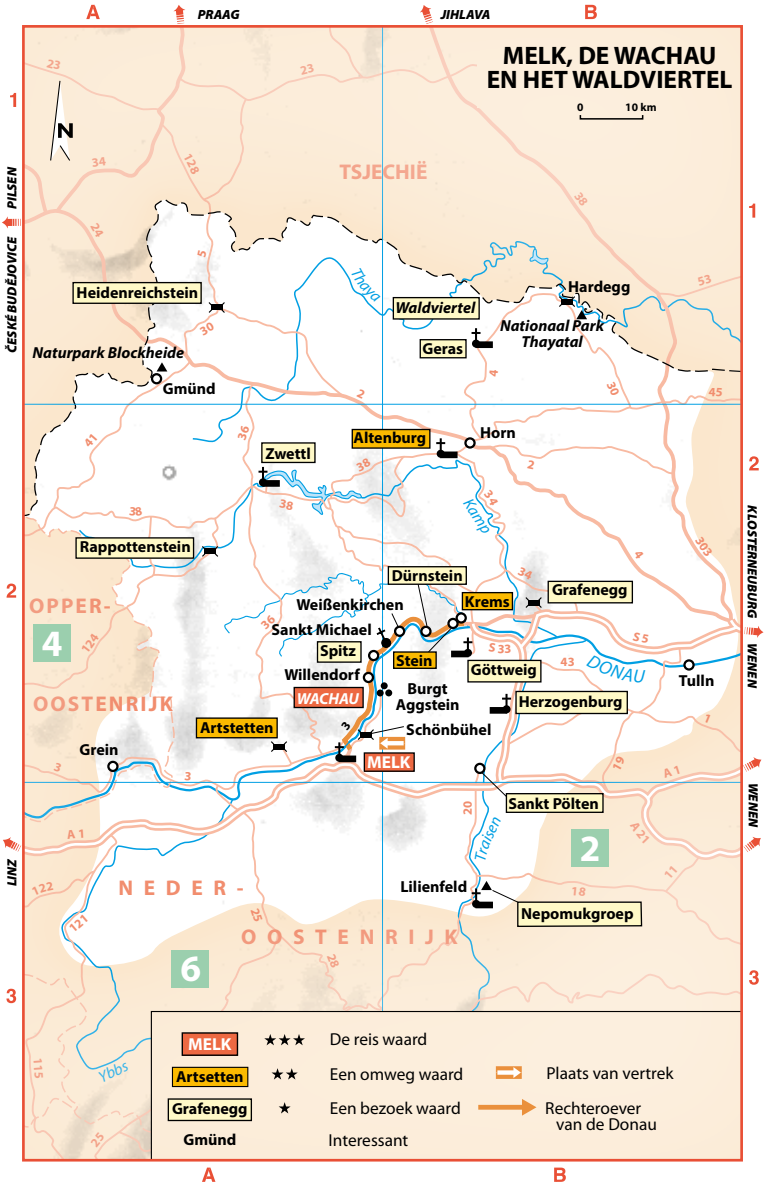 A
PRAAG
JIHLAVA
B
MELK, DE WACHAU
EN HET WALDVIERTEL
0 10 km
23
23
1
N
34
128
TSJECHIË
PILSEN
ČESKÉ BUDĚJOVICE
38
1
24
5
Thaya
53
Hardegg
Heidenreichstein
Waldviertel
30
Nationaal Park
Thayatal
Geras
Naturpark Blockheide
Gmünd
4
30
2
45
41
36
Altenburg
Horn
Zwettl
38
2
2
38
34
38
Kamp
303
KLOSTERNEUBURG
Rappottenstein
4
34
Dürnstein
Grafenegg
2
OPPER-
Weißenkirchen
Krems
4
36
Sankt Michael
124
S 5
Spitz
Stein
S 33
Göttweig
43
DONAU
WENEN
Willendorf
Tulln
WACHAU
Burgt
Aggstein
OOSTENRIJK
Herzogenburg
Artstetten
3
Schönbühel
1
Grein
MELK
19
3
3
A 1
Sankt Pölten
WENEN
20
A 1
A 21
Traisen
2
LINZ
11
122
NEDER-
Lilienfeld
18
121
25
Nepomukgroep
OOSTENRIJK
28
6
3
3
MELK
★★★
De reis waard
115
Ybbs
Artsetten
★★
Een omweg waard
Plaats van vertrek
Grafenegg
★
Een bezoek waard
Rechteroever
van de Donau
25
Gmünd
Interessant
A
B